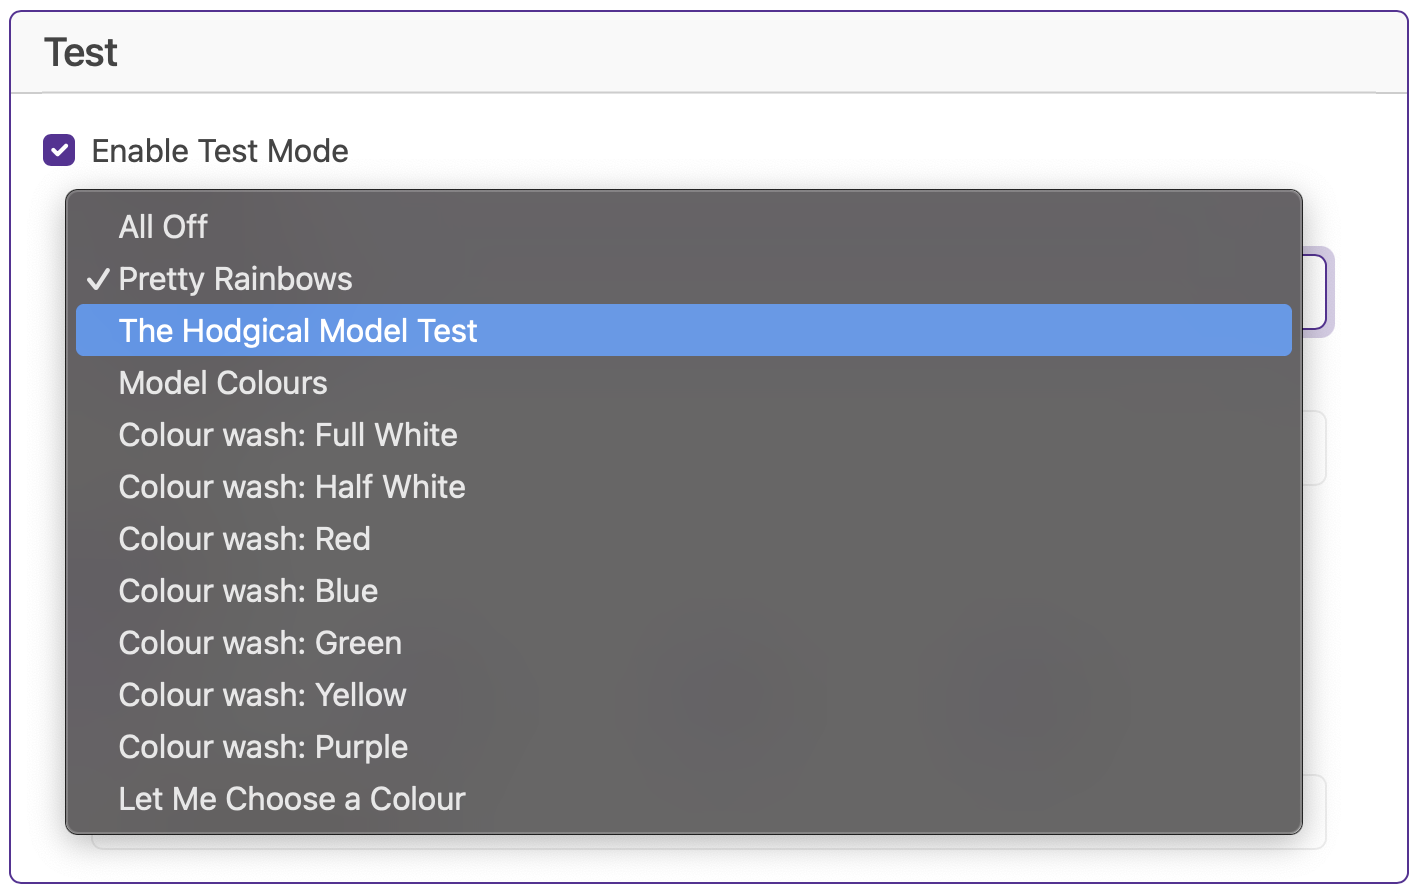 Test
Enable Test Mode
All Off
Pretty Rainbows
The Hodgical Model Test
Model Colours
Colour wash: Full White
Colour wash: Half White
Colour wash: Red
Colour wash: Blue
Colour wash: Green
Colour wash: Yellow
Colour wash: Purple
Let Me Choose a Colour